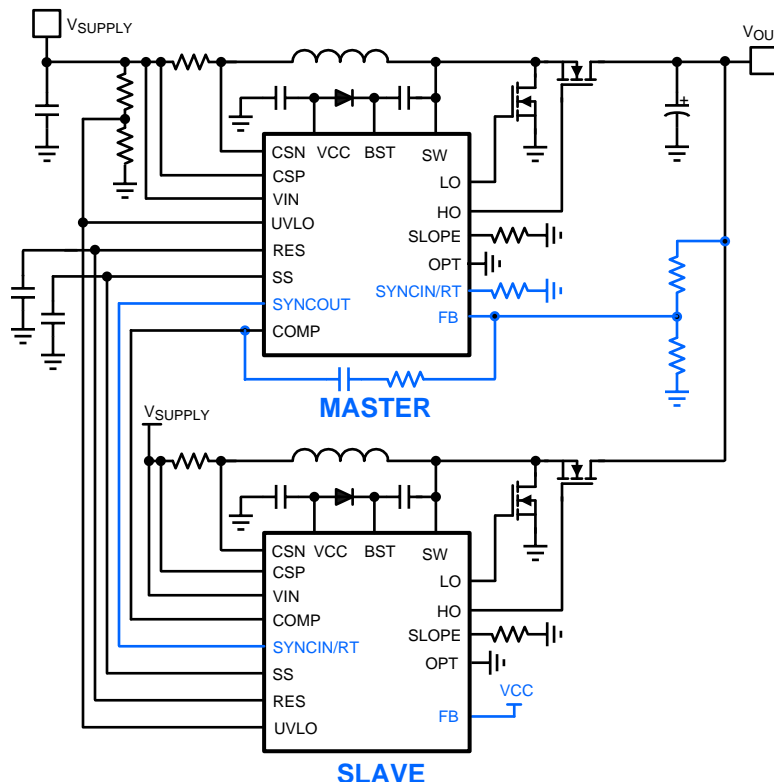 VSUPPLY
VOU
CSN
VCC
BST
SW
CSP
VIN
UVLO
RES
SS
SYNCOUT
COMP
LO
HO
SLOPE
OPT
SYNCIN/RT
FB
+
MASTER
VSUPPLY
CSN
VCC
BST
SW
CSP
VIN
COMP
SYNCIN/RT
SS
RES
UVLO
LO
HO
SLOPE
OPT
FB
VCC
SLAVE